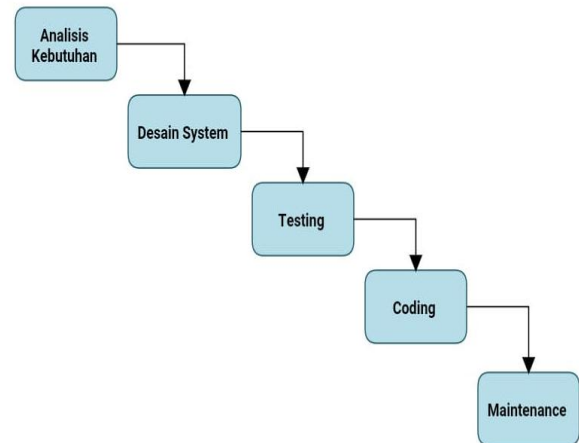 Analisis
Kebutuhan
Desain System
Testing
Coding
Maintenance